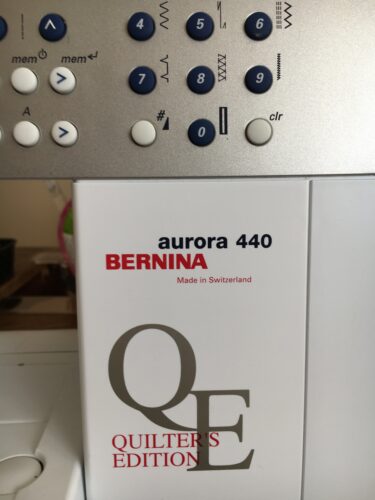 4 5 6
mem mem
7 8 9
A # 0 clr
aurora 440
BERNINA
Made in Switzerland
QE
QUILTER'S
EDITION